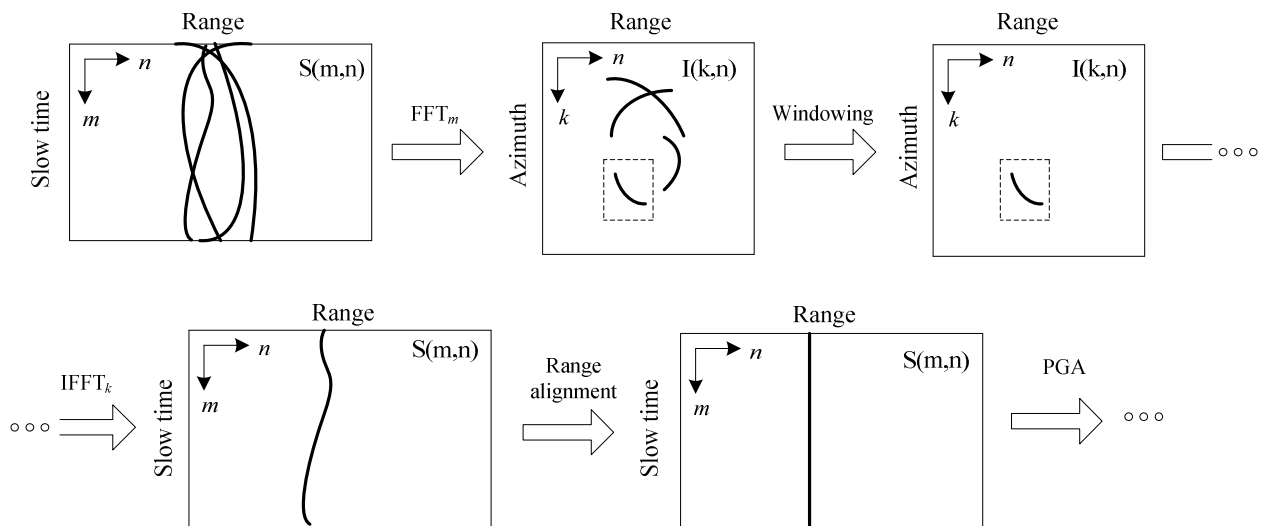 Range
n
S(m,n)
m
Slow time
FFTm
Range
n
I(k,n)
k
Azimuth
Windowing
Range
n
I(k,n)
k
Azimuth
IFFTk
Range
n
S(m,n)
m
Slow time
Range
alignment
Range
n
S(m,n)
m
Slow time
PGA